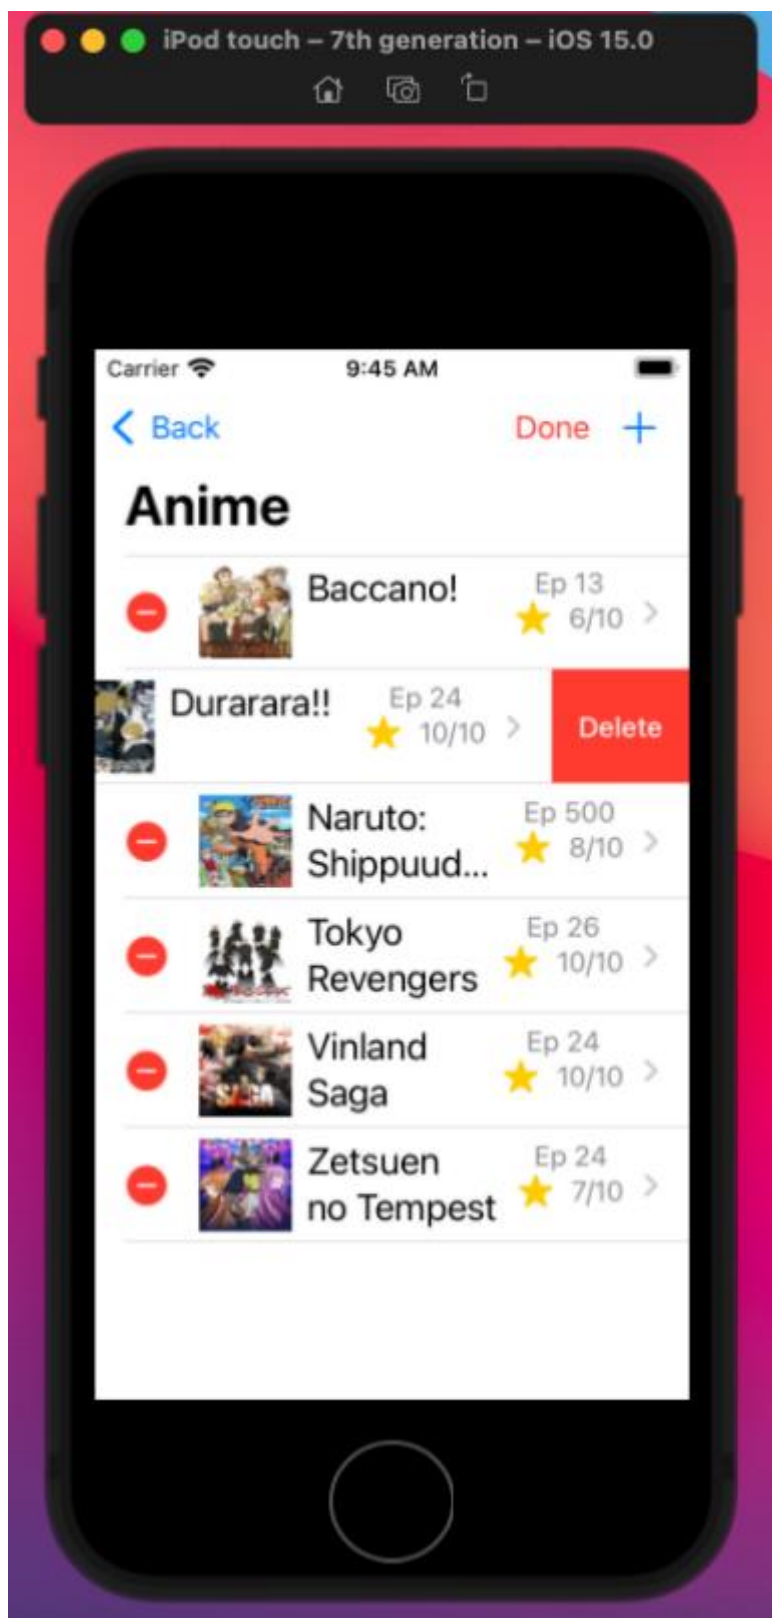 iPod touch – 7th generation – iOS 15.0
Carrier 9:45 AM
Back Done +
Anime
Baccano! Ep 13
6/10
Durarara!! Ep 24
10/10
Delete
Naruto: Ep 500
Shippuud... 8/10
Tokyo Ep 26
Revengers 10/10
Vinland Ep 24
Saga 10/10
SAGA
Zetsuen Ep 24
no Tempest 7/10